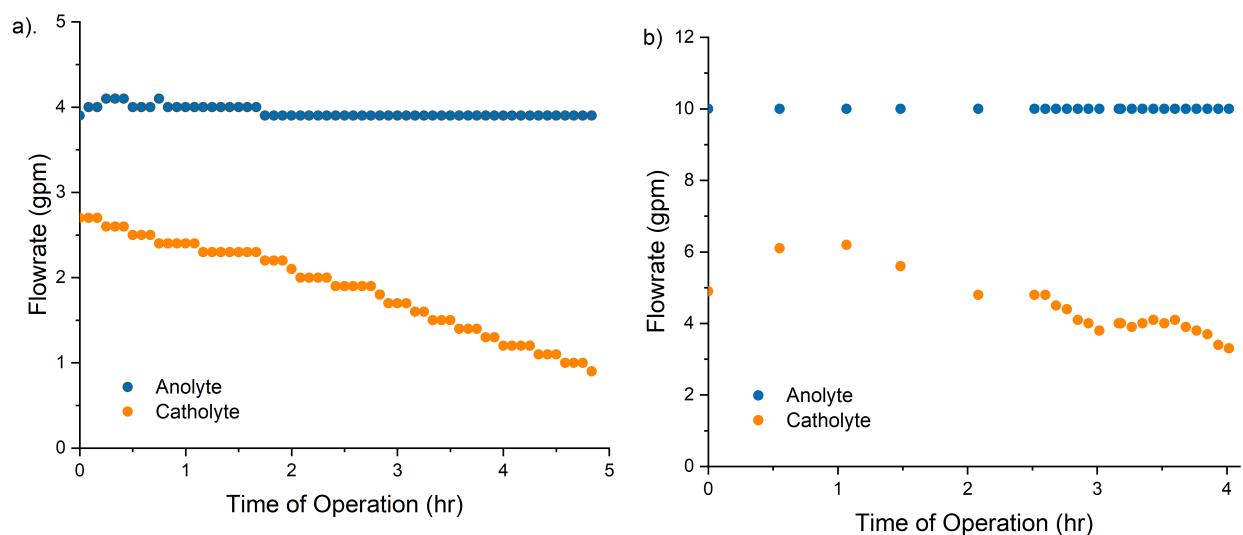 a).
5
4
3
2
1
0
Flowrate (gpm)
Anolyte
Catholyte
0 1 2 3 4 5
Time of Operation (hr)
b)
12
10
8
6
4
2
0
Flowrate (gpm)
Anolyte
Catholyte
0 1 2 3 4
Time of Operation (hr)